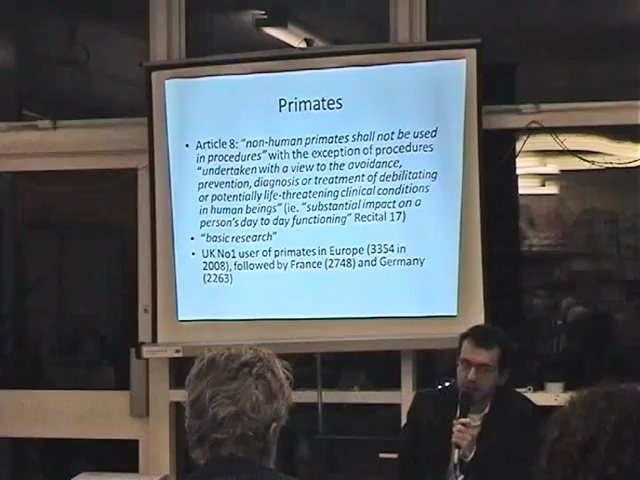 Primates
• Article 8: "non-human primates shall not be used
in procedures" with the exception of procedures
"undertaken with a view to the avoidance,
prevention, diagnosis or treatment of debilitating
or potentially life-threatening clinical conditions
in human beings" (ie. "substantial impact on a
person's day to day functioning" Recital 17)
• "basic research"
• UK No1 user of primates in Europe (3354 in
2008), followed by France (2748) and Germany
(2263)